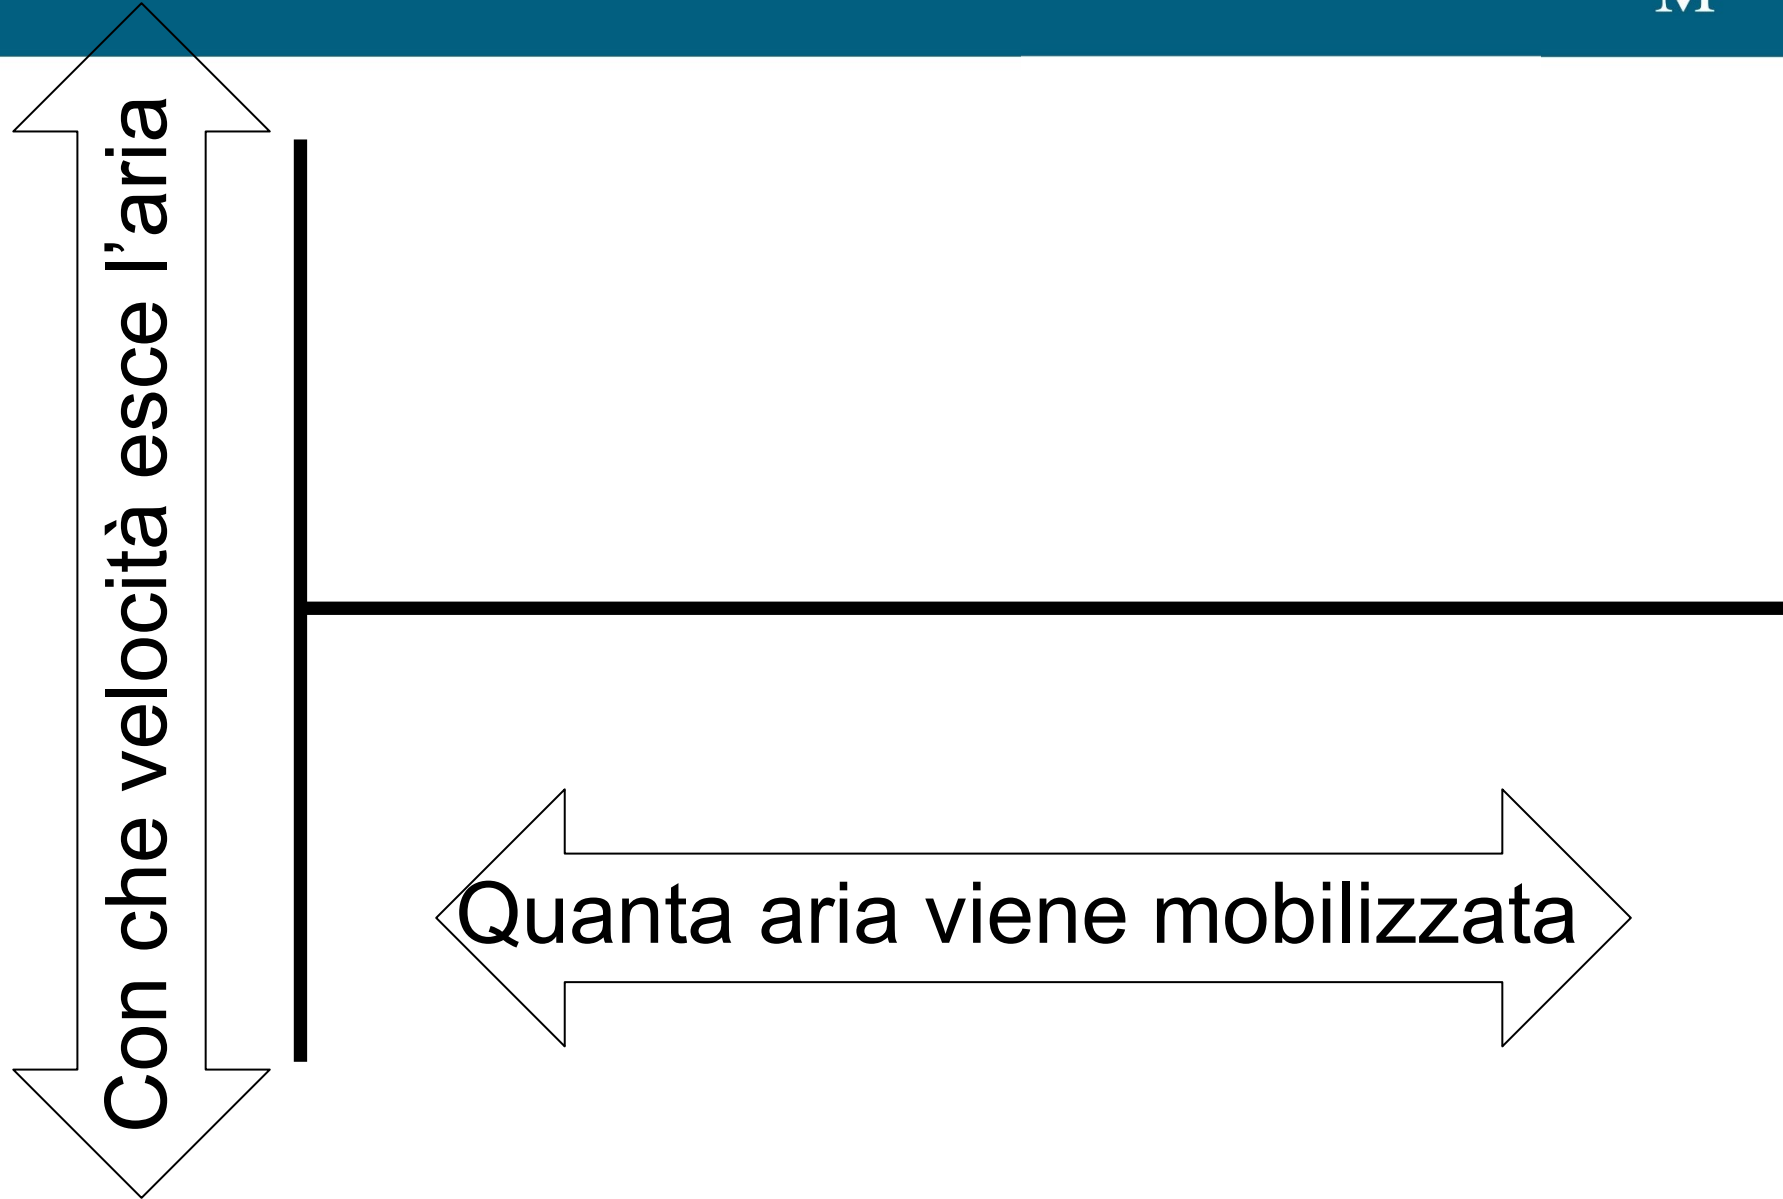 Con che velocità esce l’aria
Quanta aria viene mobilizzata